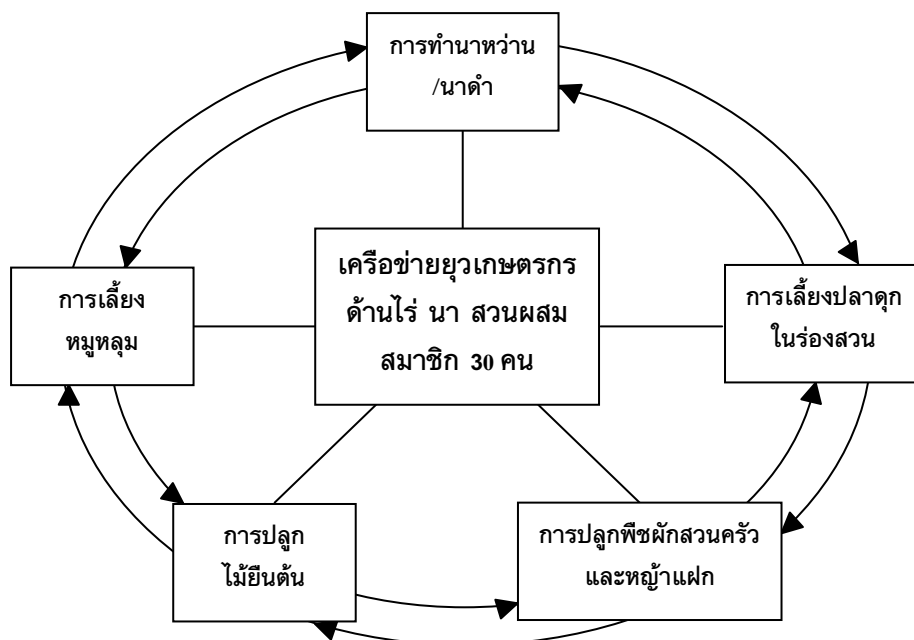 การทำนาหว่าน
/นาดำ
เครือข่ายยุวเกษตรกร
ด้านไร่ นา สวนผสม
สมาชิก 30 คน
การเลี้ยง
หมูหลุม
การเลี้ยงปลาดุก
ในร่องสวน
การปลูก
ไม้ยืนต้น
การปลูกพืชผักสวนครัว
และหญ้าแฝก